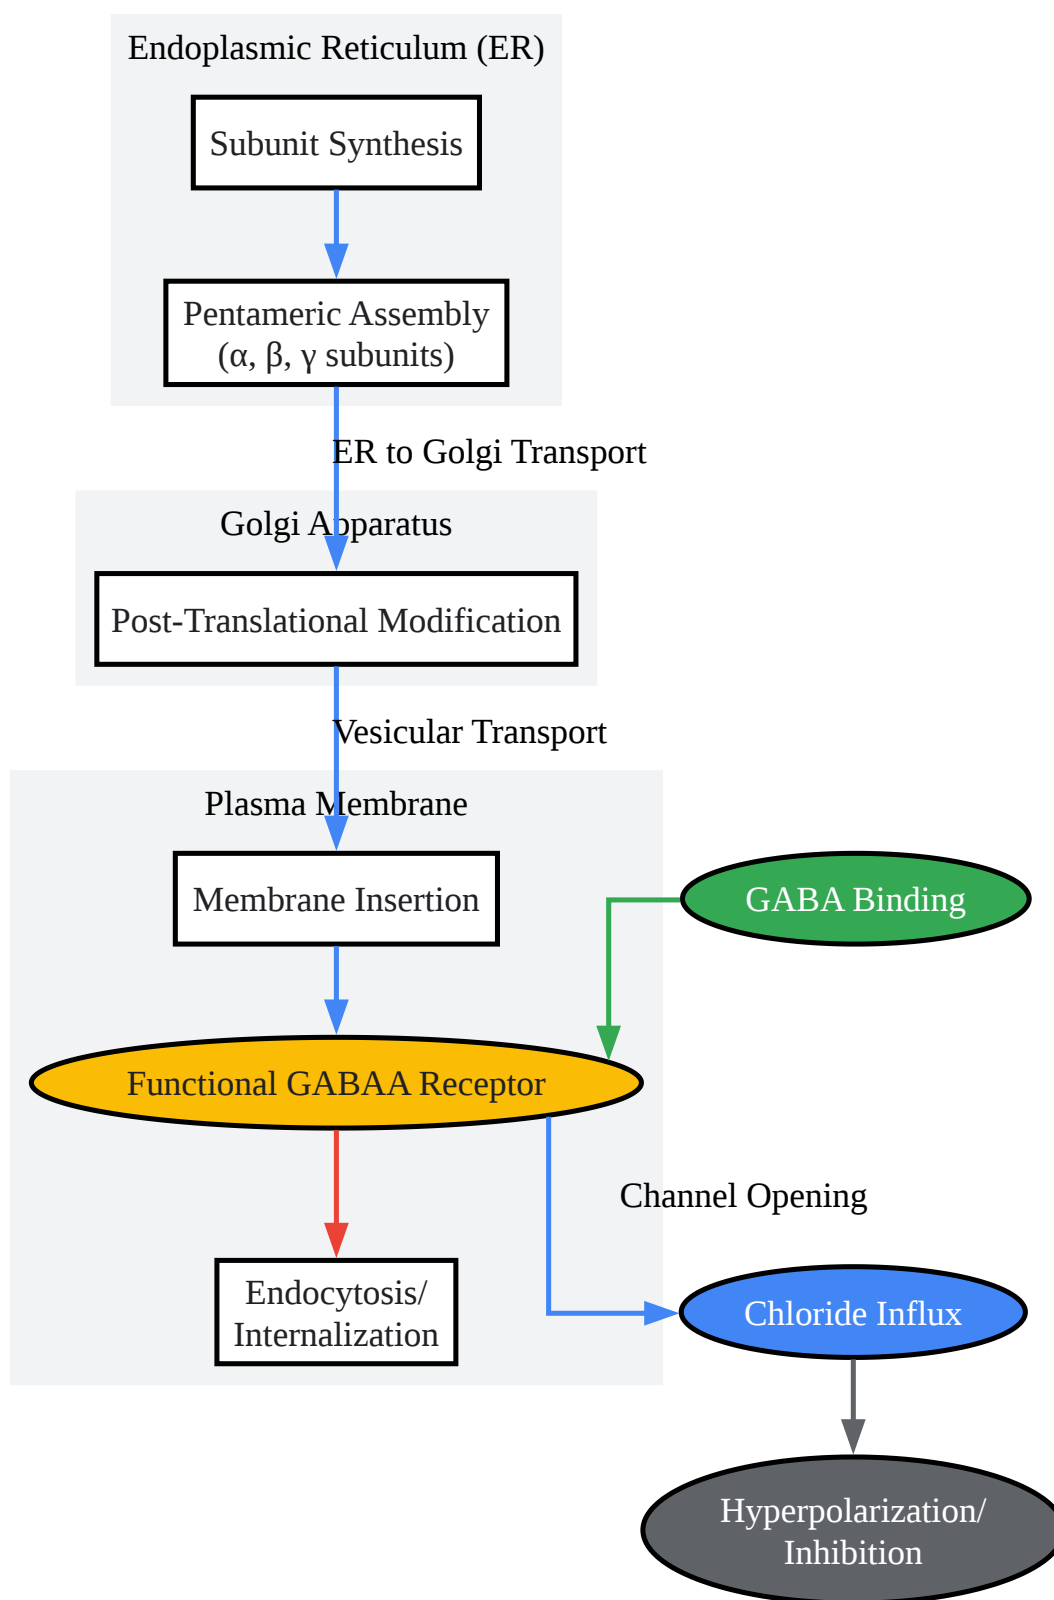 Endoplasmic Reticulum (ER)
Subunit Synthesis
Pentameric Assembly
(α, β, γ subunits)
ER to Golgi Transport
Golgi Apparatus
Post-Translational Modification
Vesicular Transport
Plasma Membrane
Membrane Insertion
GABA Binding
Functional GABAA Receptor
Channel Opening
Endocytosis/
Internalization
Chloride Influx
Hyperpolarization/
Inhibition